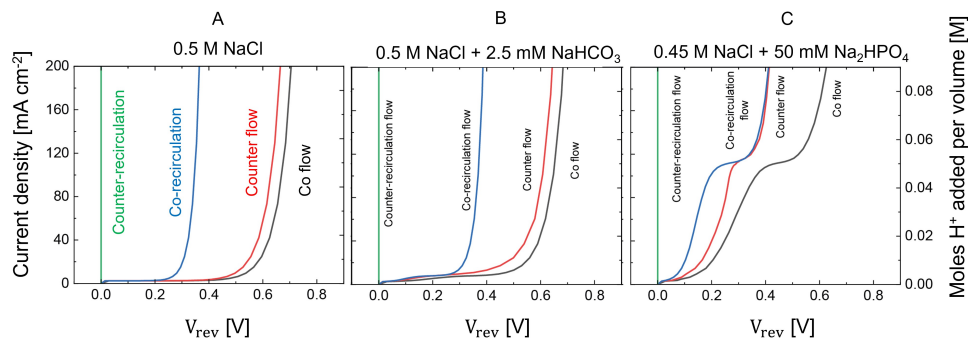 A
B
C
0.5 M NaCl
0.5 M NaCl + 2.5 mM NaHCO₃
0.45 M NaCl + 50 mM Na₂HPO₄
Current density [mA cm⁻²]
200
160
120
80
40
0
Counter-recirculation
Co-recirculation
Counter flow
Co flow
0.0
0.2
0.4
0.6
0.8
V_rev [V]
Counter-recirculation flow
Co-recirculation flow
Counter flow
Co flow
0.0
0.2
0.4
0.6
0.8
V_rev [V]
Counter-recirculation flow
Co-recirculation
flow
Counter flow
Co flow
0.0
0.2
0.4
0.6
0.8
V_rev [V]
0.08
0.06
0.04
0.02
0.00
Moles H⁺ added per volume [M]